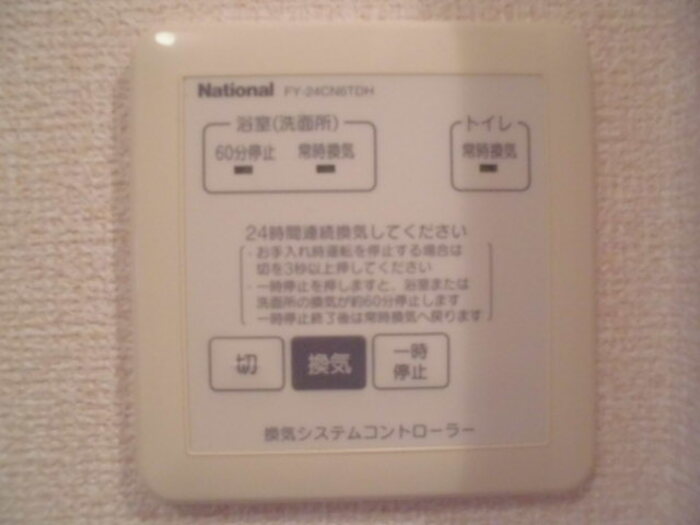 National FY-24CN6TDH
浴室(洗面所) トイレ
60分停止 常時換気 常時換気
24時間連続換気してください
・お手入れ時運転を停止する場合は
切を3秒以上押してください
・一時停止を押しますと、浴室または
洗面所の換気が約60分停止します
一時停止終了後は常時換気へ戻ります
切 換気 一時
停止
換気システムコントローラー